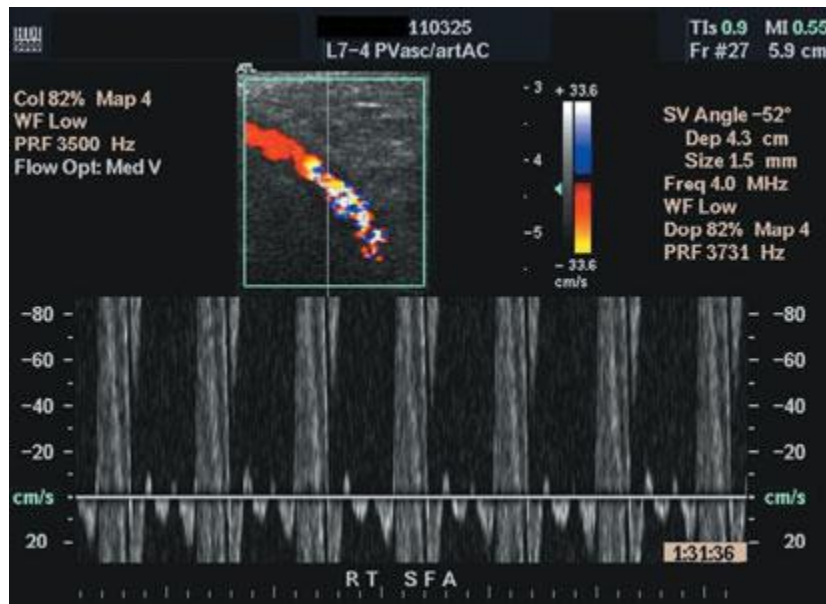 110325
L7-4 PVasc/artAC
TIs 0.9 MI 0.55
Fr #27 5.9 cm
Col 82% Map 4
WF Low
PRF 3500 Hz
Flow Opt: Med V
-3
-4
-5
+ 33.6
- 33.6
cm/s
SV Angle -52°
Dep 4.3 cm
Size 1.5 mm
Freq 4.0 MHz
WF Low
Dop 82% Map 4
PRF 3731 Hz
-80 - - -80
-60 - - -60
-40 - - -40
-20 - - -20
cm/s cm/s
20 - - 20
1:31:36
RT SFA